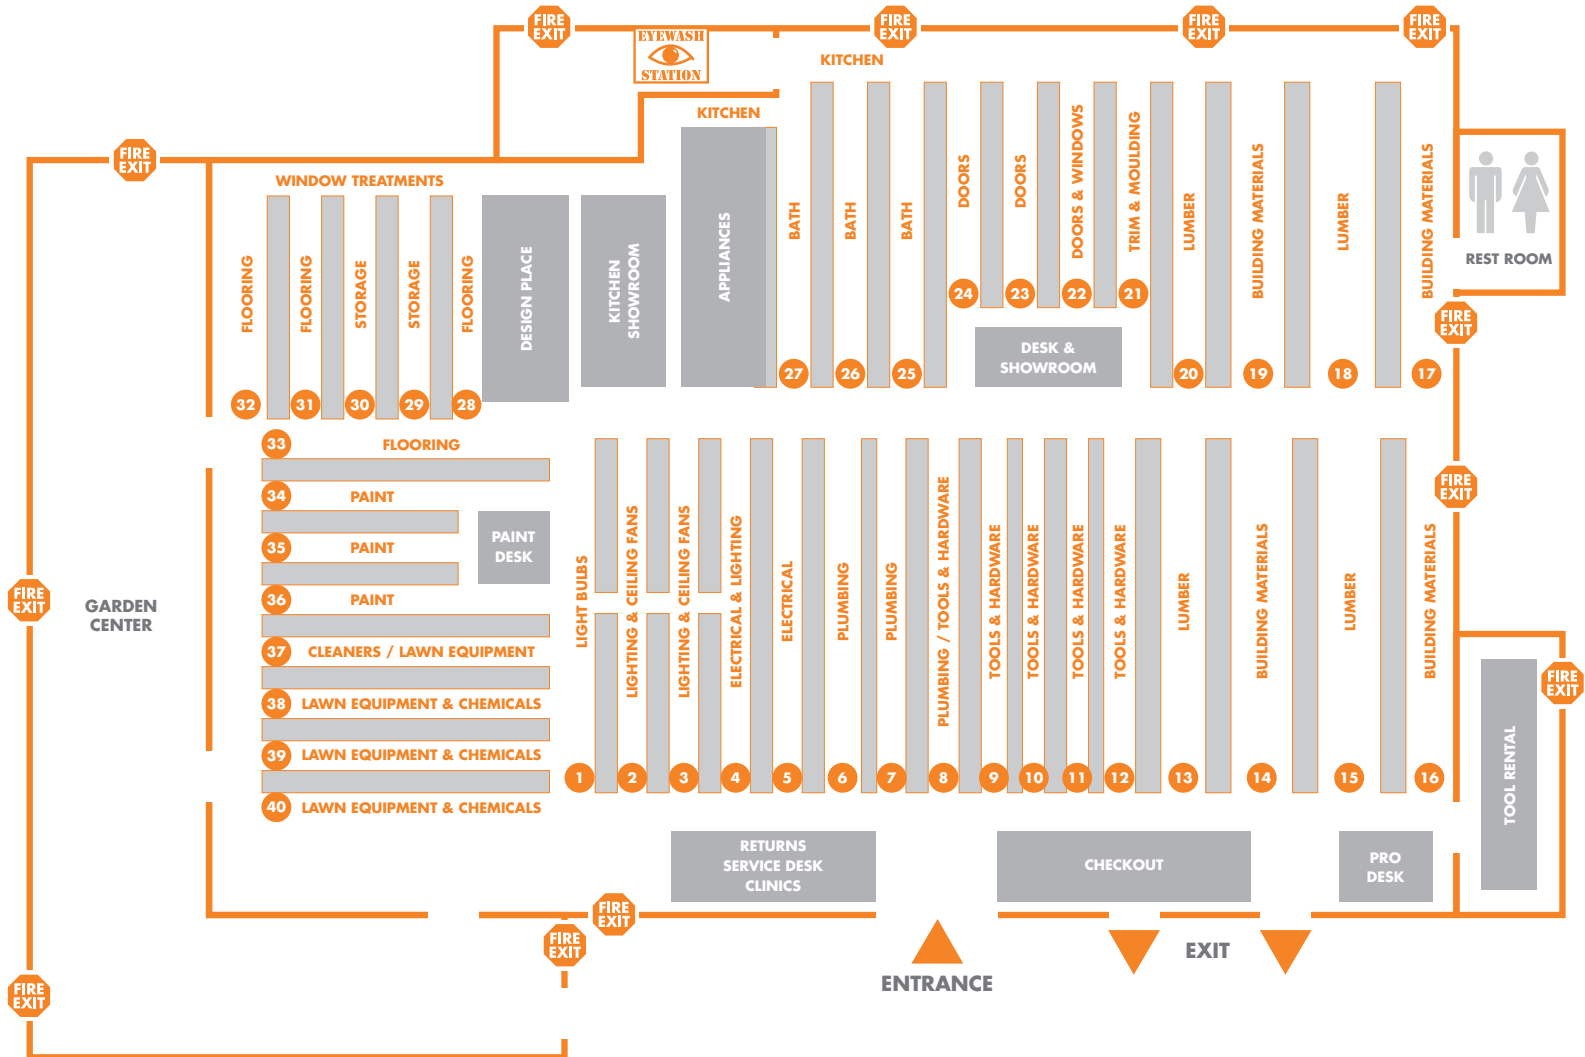 FIRE
EXIT
FIRE
EXIT
FIRE
EXIT
FIRE
EXIT
EYEWASH
STATION
KITCHEN
KITCHEN
FIRE
EXIT
WINDOW TREATMENTS
FLOORING
FLOORING
STORAGE
STORAGE
FLOORING
DESIGN PLACE
KITCHEN
SHOWROOM
APPLIANCES
BATH
BATH
BATH
DOORS
DOORS
DOORS & WINDOWS
TRIM & MOULDING
LUMBER
BUILDING MATERIALS
LUMBER
BUILDING MATERIALS
REST ROOM
24
23
22
21
FIRE
EXIT
DESK &
SHOWROOM
27
26
25
20
19
18
17
32
31
30
29
28
33
FLOORING
34
PAINT
35
PAINT
36
PAINT
PAINT
DESK
37
CLEANERS / LAWN EQUIPMENT
38
LAWN EQUIPMENT & CHEMICALS
39
LAWN EQUIPMENT & CHEMICALS
40
LAWN EQUIPMENT & CHEMICALS
FIRE
EXIT
GARDEN
CENTER
LIGHT BULBS
LIGHTING & CEILING FANS
LIGHTING & CEILING FANS
ELECTRICAL & LIGHTING
ELECTRICAL
PLUMBING
PLUMBING
PLUMBING / TOOLS & HARDWARE
TOOLS & HARDWARE
TOOLS & HARDWARE
TOOLS & HARDWARE
TOOLS & HARDWARE
LUMBER
BUILDING MATERIALS
LUMBER
BUILDING MATERIALS
FIRE
EXIT
FIRE
EXIT
TOOL RENTAL
1
2
3
4
5
6
7
8
9
10
11
12
13
14
15
16
RETURNS
SERVICE DESK
CLINICS
CHECKOUT
PRO
DESK
FIRE
EXIT
FIRE
EXIT
FIRE
EXIT
ENTRANCE
EXIT